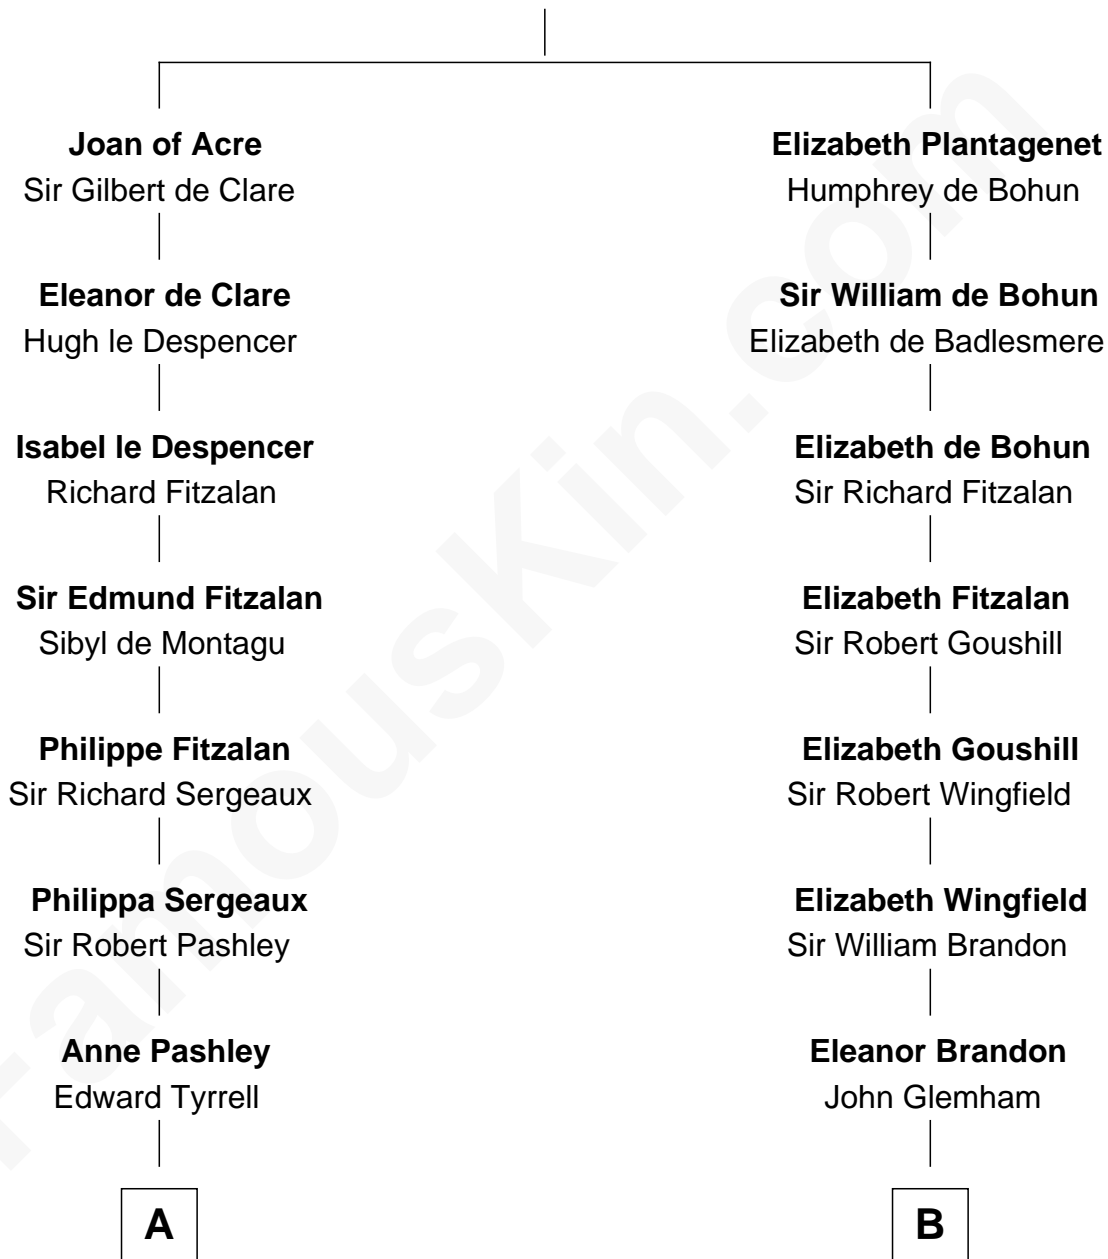 Joan of Acre
Sir Gilbert de Clare
Eleanor de Clare
Hugh le Despencer
Isabel le Despencer
Richard Fitzalan
Sir Edmund Fitzalan
Sibyl de Montagu
Philippe Fitzalan
Sir Richard Sergeaux
Philippa Sergeaux
Sir Robert Pashley
Anne Pashley
Edward Tyrrell
A
Elizabeth Plantagenet
Humphrey de Bohun
Sir William de Bohun
Elizabeth de Badlesmere
Elizabeth de Bohun
Sir Richard Fitzalan
Elizabeth Fitzalan
Sir Robert Goushill
Elizabeth Goushill
Sir Robert Wingfield
Elizabeth Wingfield
Sir William Brandon
Eleanor Brandon
John Glemham
B
FamousKin.com